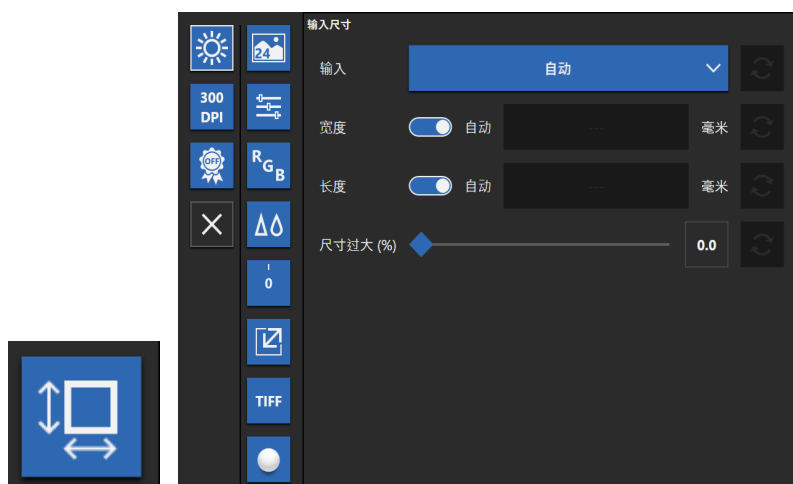 输入尺寸
24
输入
自动
300
DPI
宽度
自动
---
毫米
OFF
RGB
长度
自动
---
毫米
尺寸过大 (%)
0.0
0
TIFF